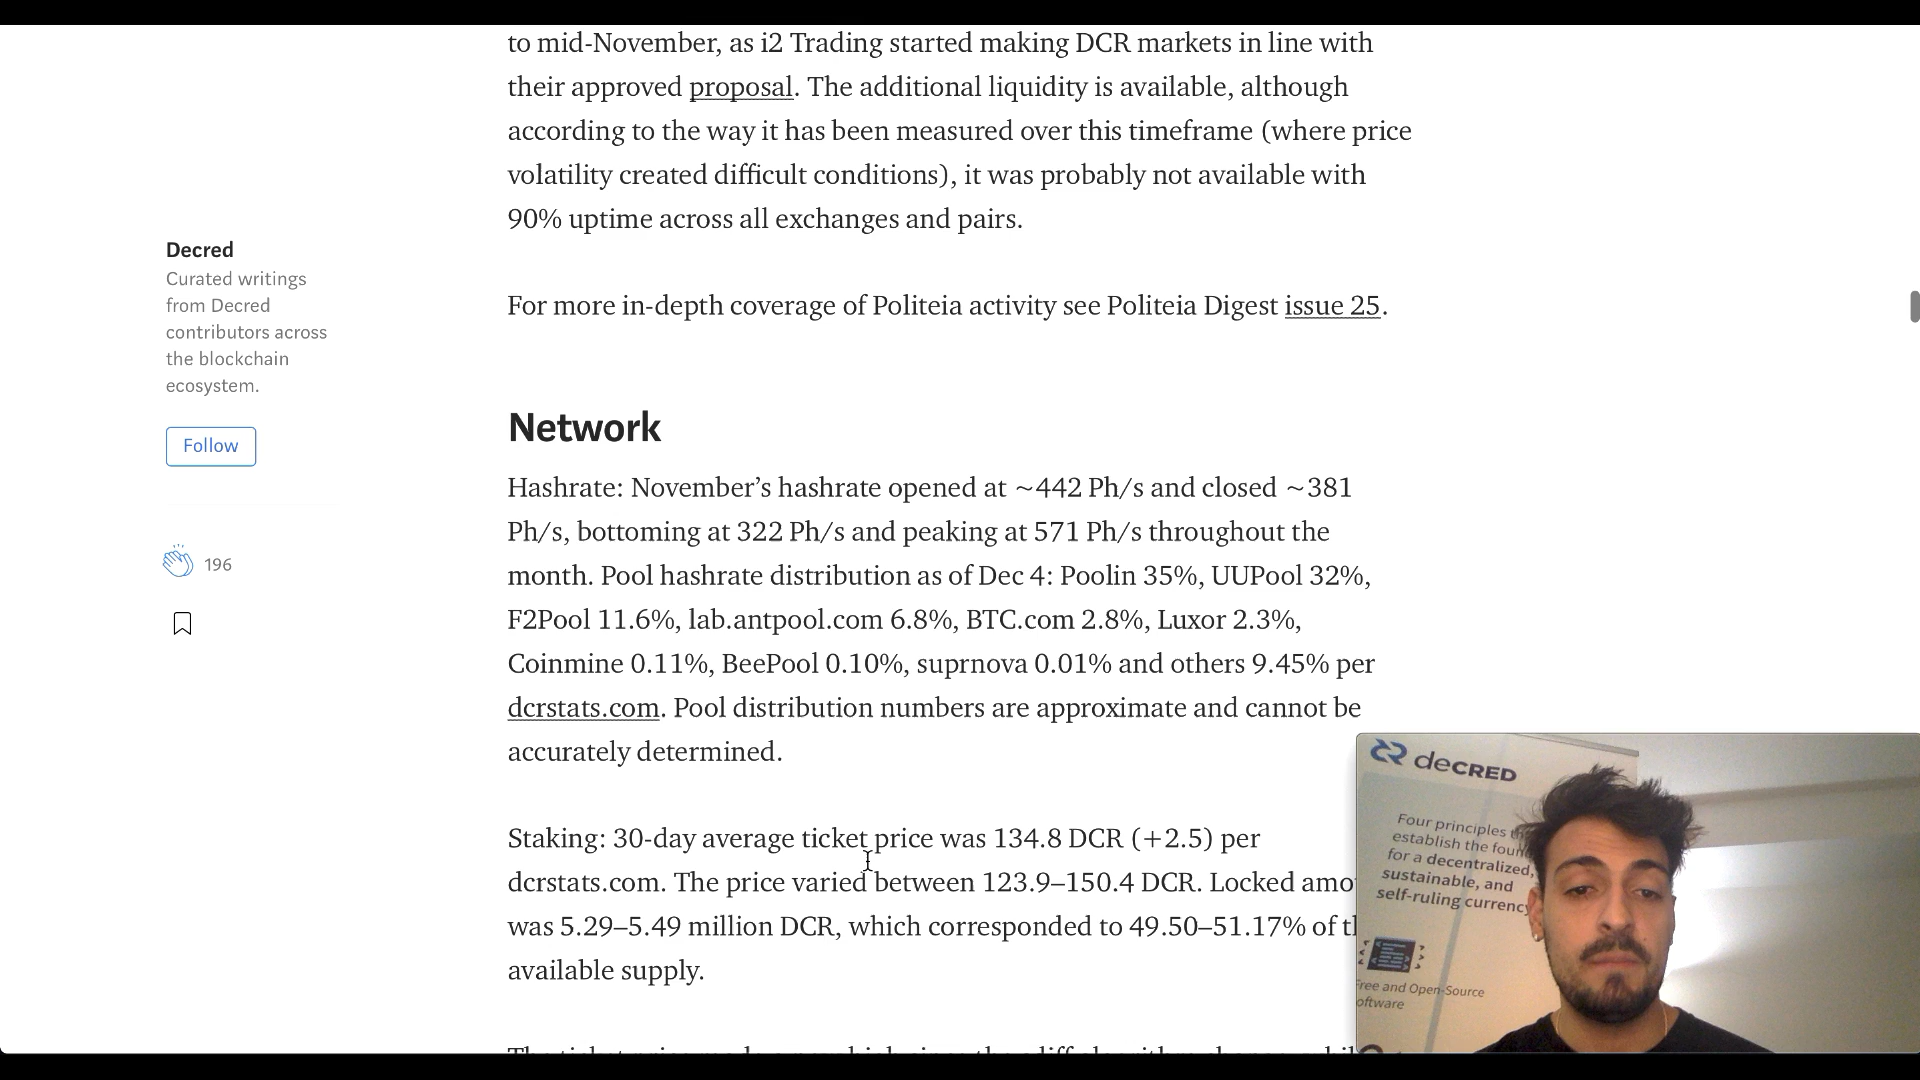 to mid-November, as i2 Trading started making DCR markets in line with
their approved proposal. The additional liquidity is available, although
according to the way it has been measured over this timeframe (where price
volatility created difficult conditions), it was probably not available with
90% uptime across all exchanges and pairs.
For more in-depth coverage of Politeia activity see Politeia Digest issue 25.
Decred
Curated writings
from Decred
contributors across
the blockchain
ecosystem.
Follow
196
Network
Hashrate: November’s hashrate opened at ~442 Ph/s and closed ~381
Ph/s, bottoming at 322 Ph/s and peaking at 571 Ph/s throughout the
month. Pool hashrate distribution as of Dec 4: Poolin 35%, UUPool 32%,
F2Pool 11.6%, lab.antpool.com 6.8%, BTC.com 2.8%, Luxor 2.3%,
Coinmine 0.11%, BeePool 0.10%, suprnova 0.01% and others 9.45% per
dcrstats.com. Pool distribution numbers are approximate and cannot be
accurately determined.
Staking: 30-day average ticket price was 134.8 DCR (+2.5) per
dcrstats.com. The price varied between 123.9–150.4 DCR. Locked
was 5.29–5.49 million DCR, which corresponded to 49.50–51.17% of
available supply.
decred
Four principles
establish the
for a decentralized,
sustainable, and
self-ruling
Free and Open-Source